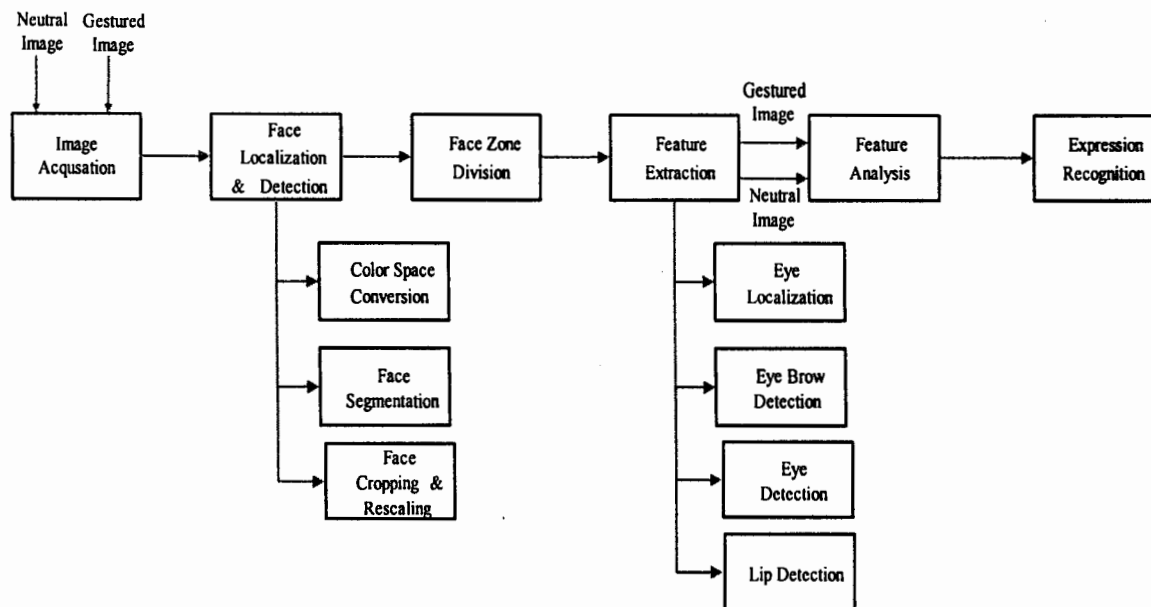 Neutral
Image
Gestured
Image
Image
Acqusation
Face
Localization
& Detection
Face Zone
Division
Feature
Extraction
Gestured
Image
Neutral
Image
Feature
Analysis
Expression
Recognition
Color Space
Conversion
Face
Segmentation
Face
Cropping &
Rescaling
Eye
Localization
Eye Brow
Detection
Eye
Detection
Lip Detection